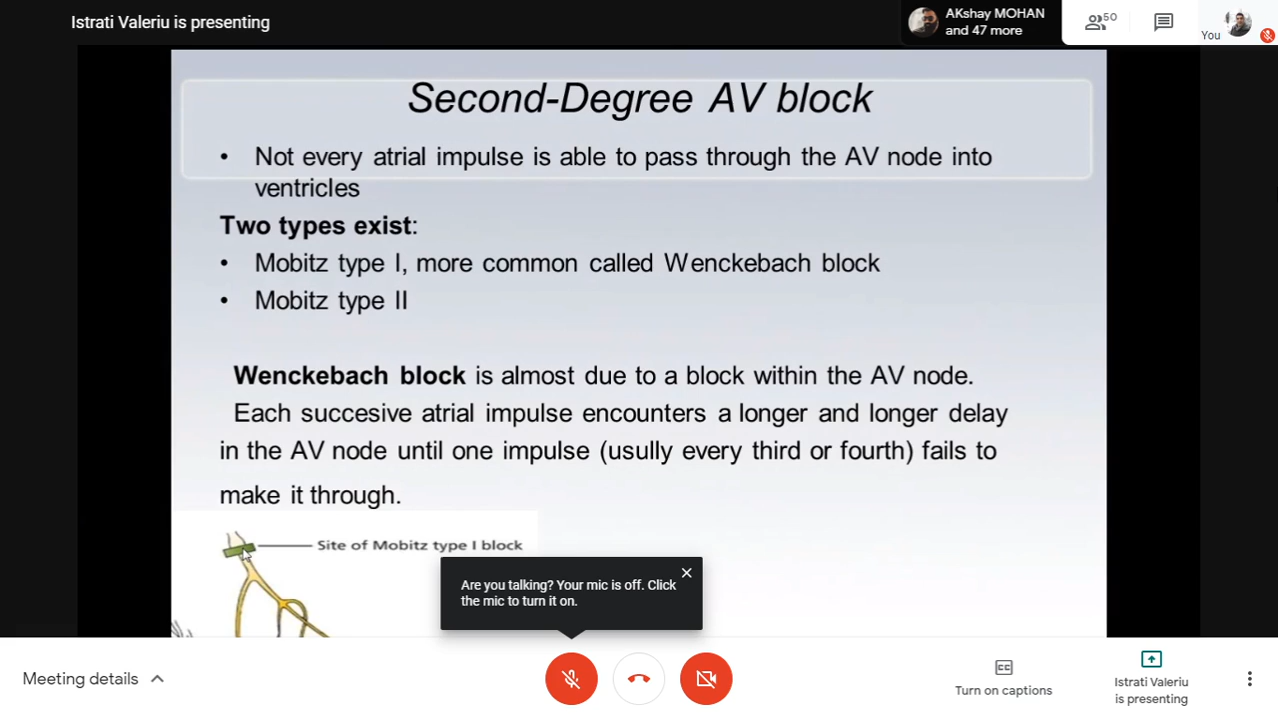 Istrati Valeriu is presenting
AKshay MOHAN
and 47 more
50
You
Second-Degree AV block
• Not every atrial impulse is able to pass through the AV node into
ventricles
Two types exist:
• Mobitz type I, more common called Wenckebach block
• Mobitz type II
Wenckebach block is almost due to a block within the AV node.
Each succesive atrial impulse encounters a longer and longer delay
in the AV node until one impulse (usully every third or fourth) fails to
make it through.
Site of Mobitz type I block
Are you talking? Your mic is off. Click
the mic to turn it on.
Meeting details
CC
Turn on captions
Istrati Valeriu
is presenting